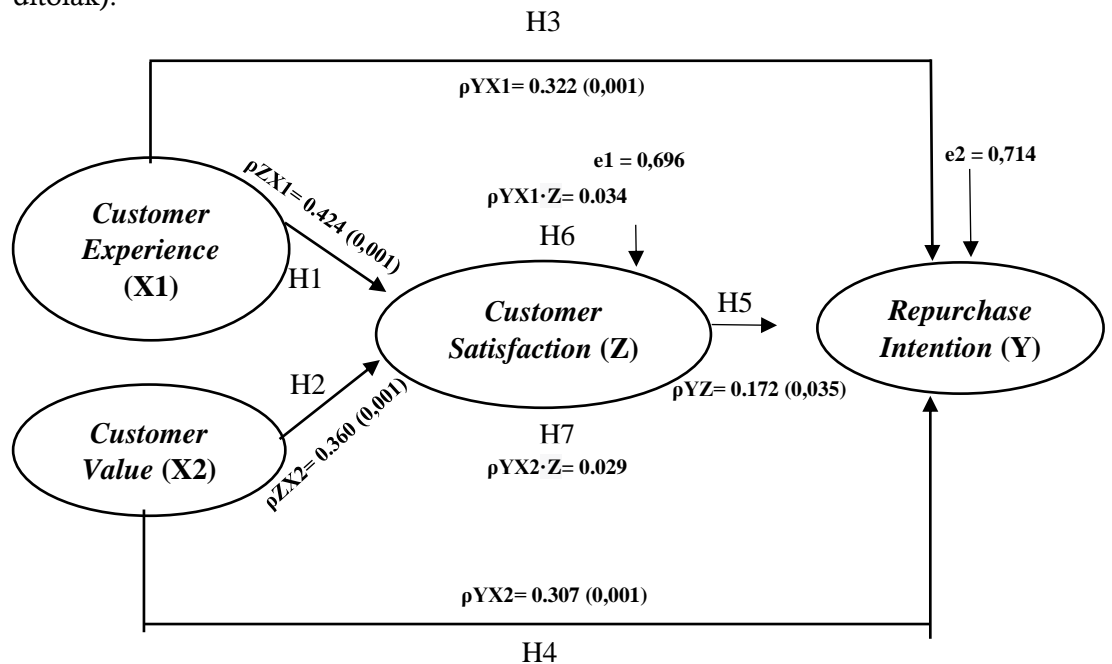 ditolak).
H3
ρYX1= 0.322 (0,001)
e1 = 0,696
e2 = 0,714
ρZX1= 0.424 (0,001)
ρYX1·Z= 0.034
H6
Customer
Experience
(X1)
H1
Customer
Satisfaction (Z)
H5
Repurchase
Intention (Y)
H2
ρYZ= 0.172 (0,035)
Customer
Value (X2)
ρZX2= 0.360 (0,001)
H7
ρYX2·Z= 0.029
ρYX2= 0.307 (0,001)
H4